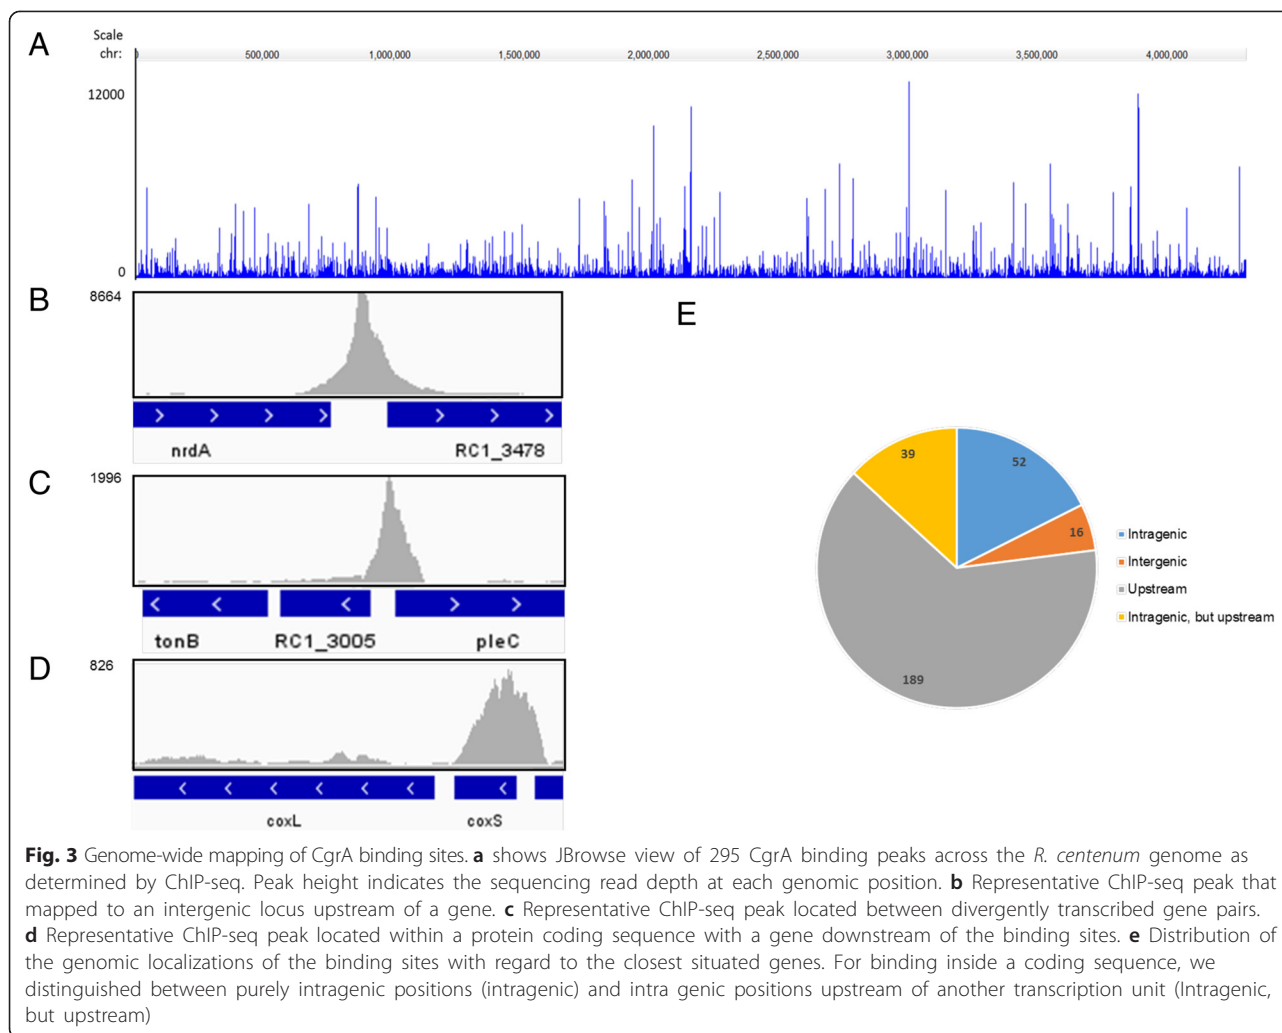 A
Scale
chr:
500,000 1,000,000 1,500,000 2,000,000 2,500,000 3,000,000 3,500,000 4,000,000
12000
0
B
8664
nrdA RC1_3478
C
1996
tonB RC1_3005 pleC
D
826
coxL coxS
E
39
52
16
189
Intragenic
Intergenic
Upstream
Intragenic, but upstream
Fig. 3 Genome-wide mapping of CgrA binding sites. a shows JBrowse view of 295 CgrA binding peaks across the R. centenum genome as
determined by ChIP-seq. Peak height indicates the sequencing read depth at each genomic position. b Representative ChIP-seq peak that
mapped to an intergenic locus upstream of a gene. c Representative ChIP-seq peak located between divergently transcribed gene pairs.
d Representative ChIP-seq peak located within a protein coding sequence with a gene downstream of the binding sites. e Distribution of
the genomic localizations of the binding sites with regard to the closest situated genes. For binding inside a coding sequence, we
distinguished between purely intragenic positions (intragenic) and intra genic positions upstream of another transcription unit (Intragenic,
but upstream)